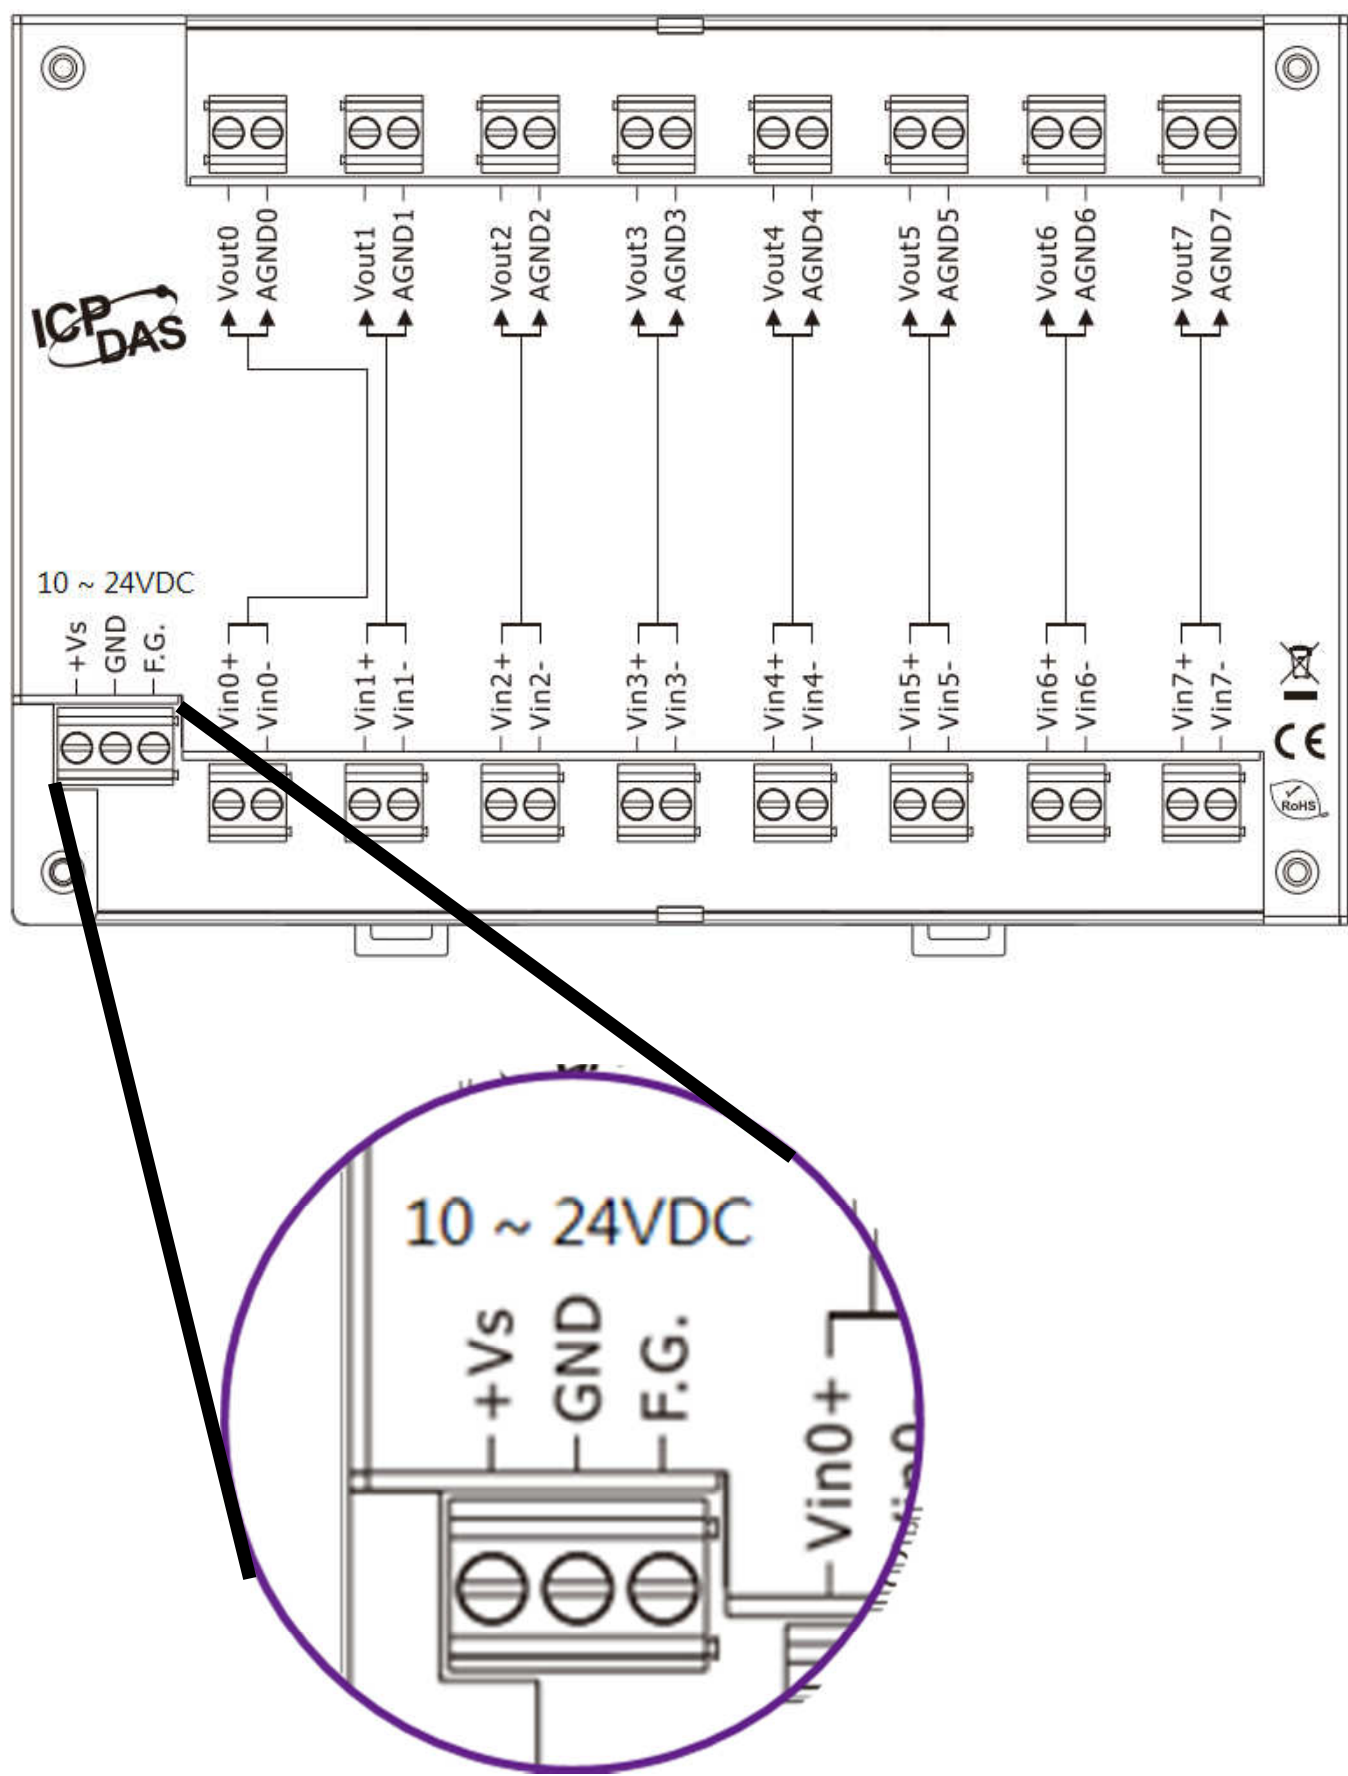 Vout0 AGND0 Vout1 AGND1 Vout2 AGND2 Vout3 AGND3 Vout4 AGND4 Vout5 AGND5 Vout6 AGND6 Vout7 AGND7
ICP
DAS
10 ~ 24VDC
+Vs GND F.G.
Vin0+ Vin0- Vin1+ Vin1- Vin2+ Vin2- Vin3+ Vin3- Vin4+ Vin4- Vin5+ Vin5- Vin6+ Vin6- Vin7+ Vin7-
CE
RoHS
10 ~ 24VDC
+Vs GND F.G.
Vin0+